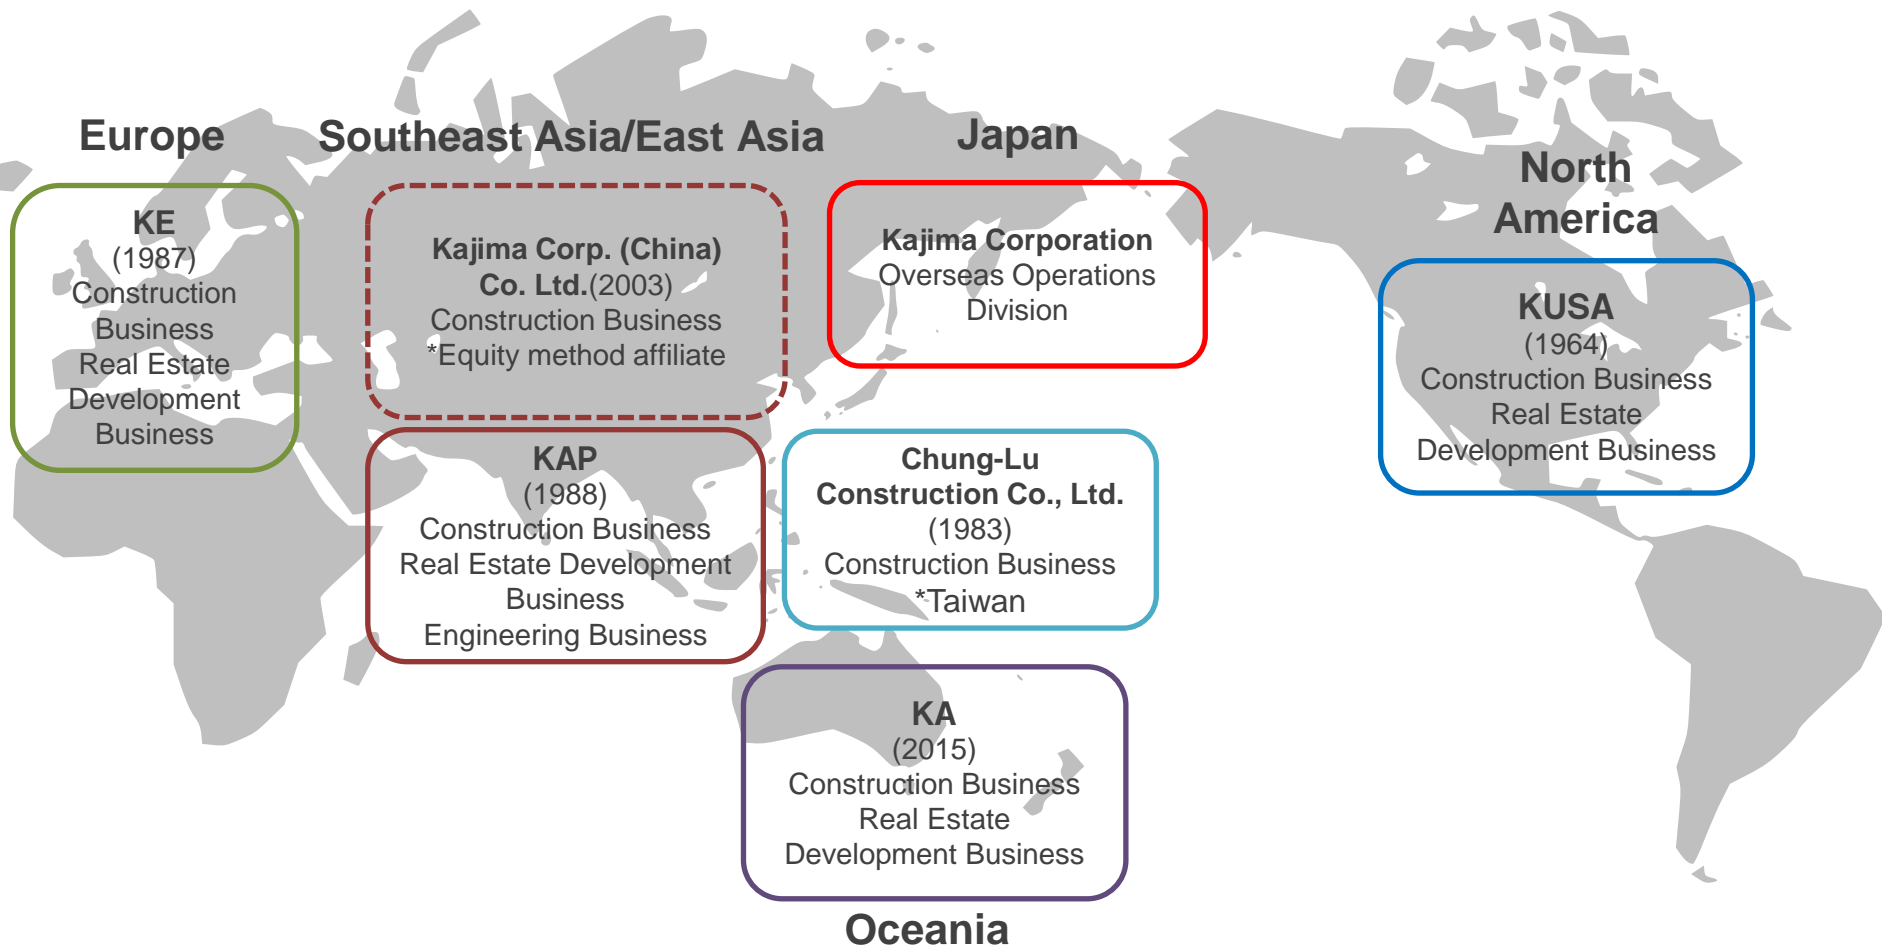 Europe
KE
(1987)
Construction
Business
Real Estate
Development
Business
Southeast Asia/East Asia
Kajima Corp. (China)
Co. Ltd.(2003)
Construction Business
*Equity method affiliate
KAP
(1988)
Construction Business
Real Estate Development
Business
Engineering Business
Japan
Kajima Corporation
Overseas Operations
Division
Chung-Lu
Construction Co., Ltd.
(1983)
Construction Business
*Taiwan
KA
(2015)
Construction Business
Real Estate
Development Business
Oceania
North
America
KUSA
(1964)
Construction Business
Real Estate
Development Business